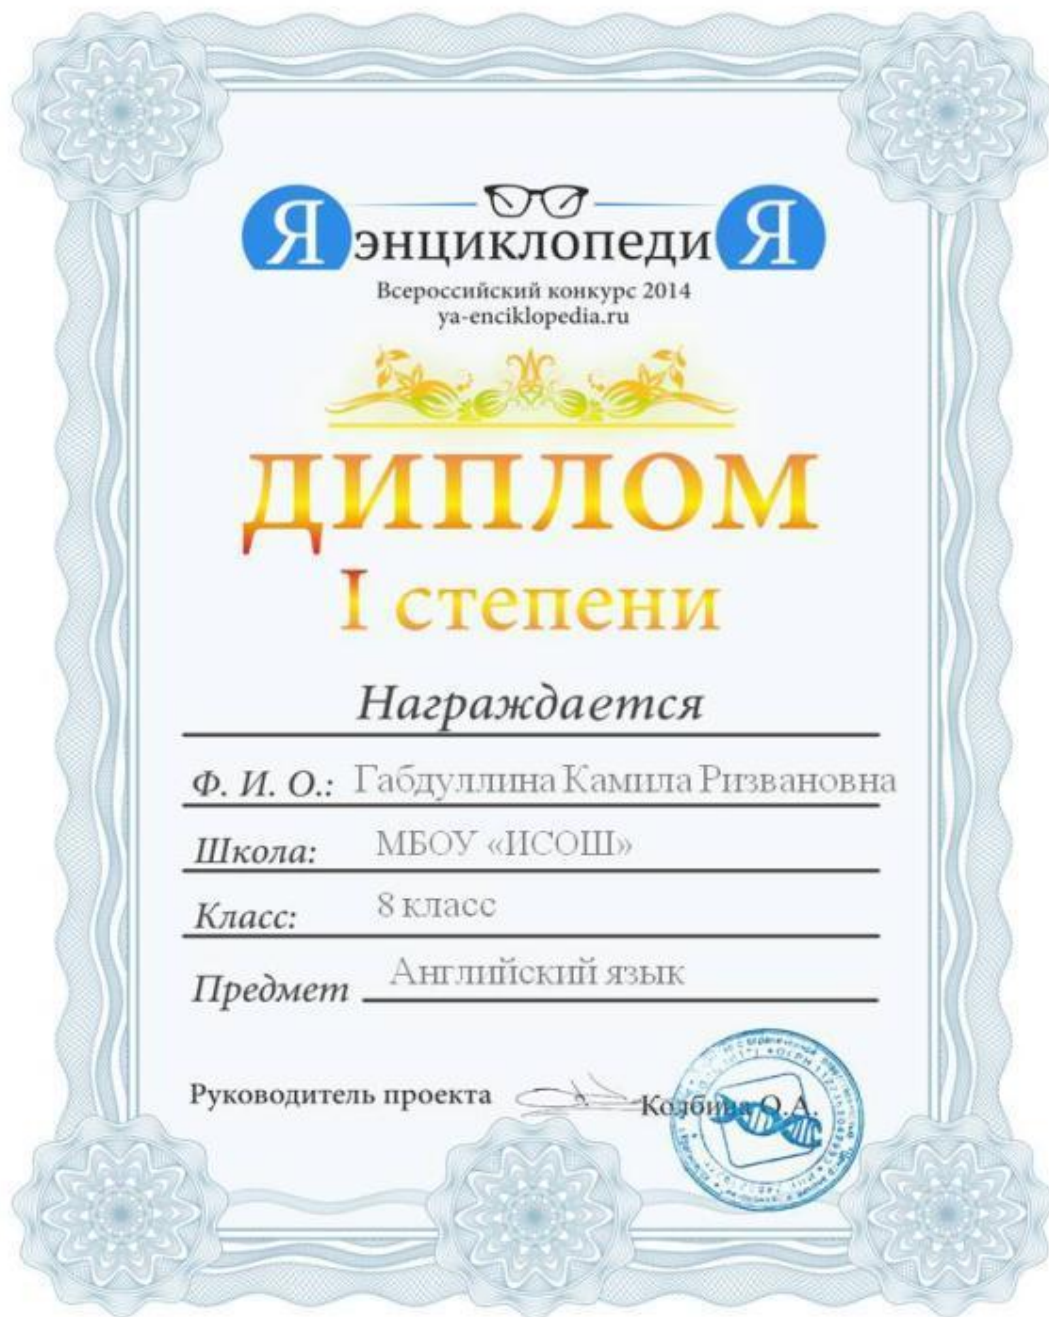 Я энциклопедиЯ
Всероссийский конкурс 2014
ya-enciklopedia.ru
ДИПЛОМ
I степени
Награждается
Ф. И. О.: Габдуллина Камила Ризвановна
Школа: МБОУ «ИСОШ»
Класс: 8 класс
Предмет Английский язык
Руководитель проекта Колбина О.А.